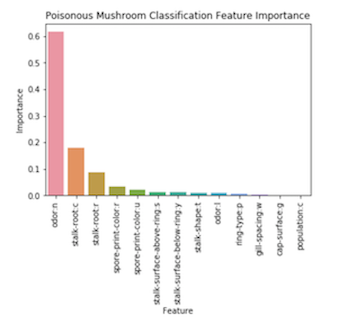 Poisonous Mushroom Classification Feature Importance
0.6
0.5
0.4
0.3
0.2
0.1
0.0
Importance
odor:n
stalk-root:c
stalk-root:r
spore-print-color:r
spore-print-color:u
stalk-surface-above-ring:s
stalk-surface-below-ring:y
stalk-shape:t
odor:l
ring-type:p
gill-spacing:w
cap-surface:g
population:c
Feature